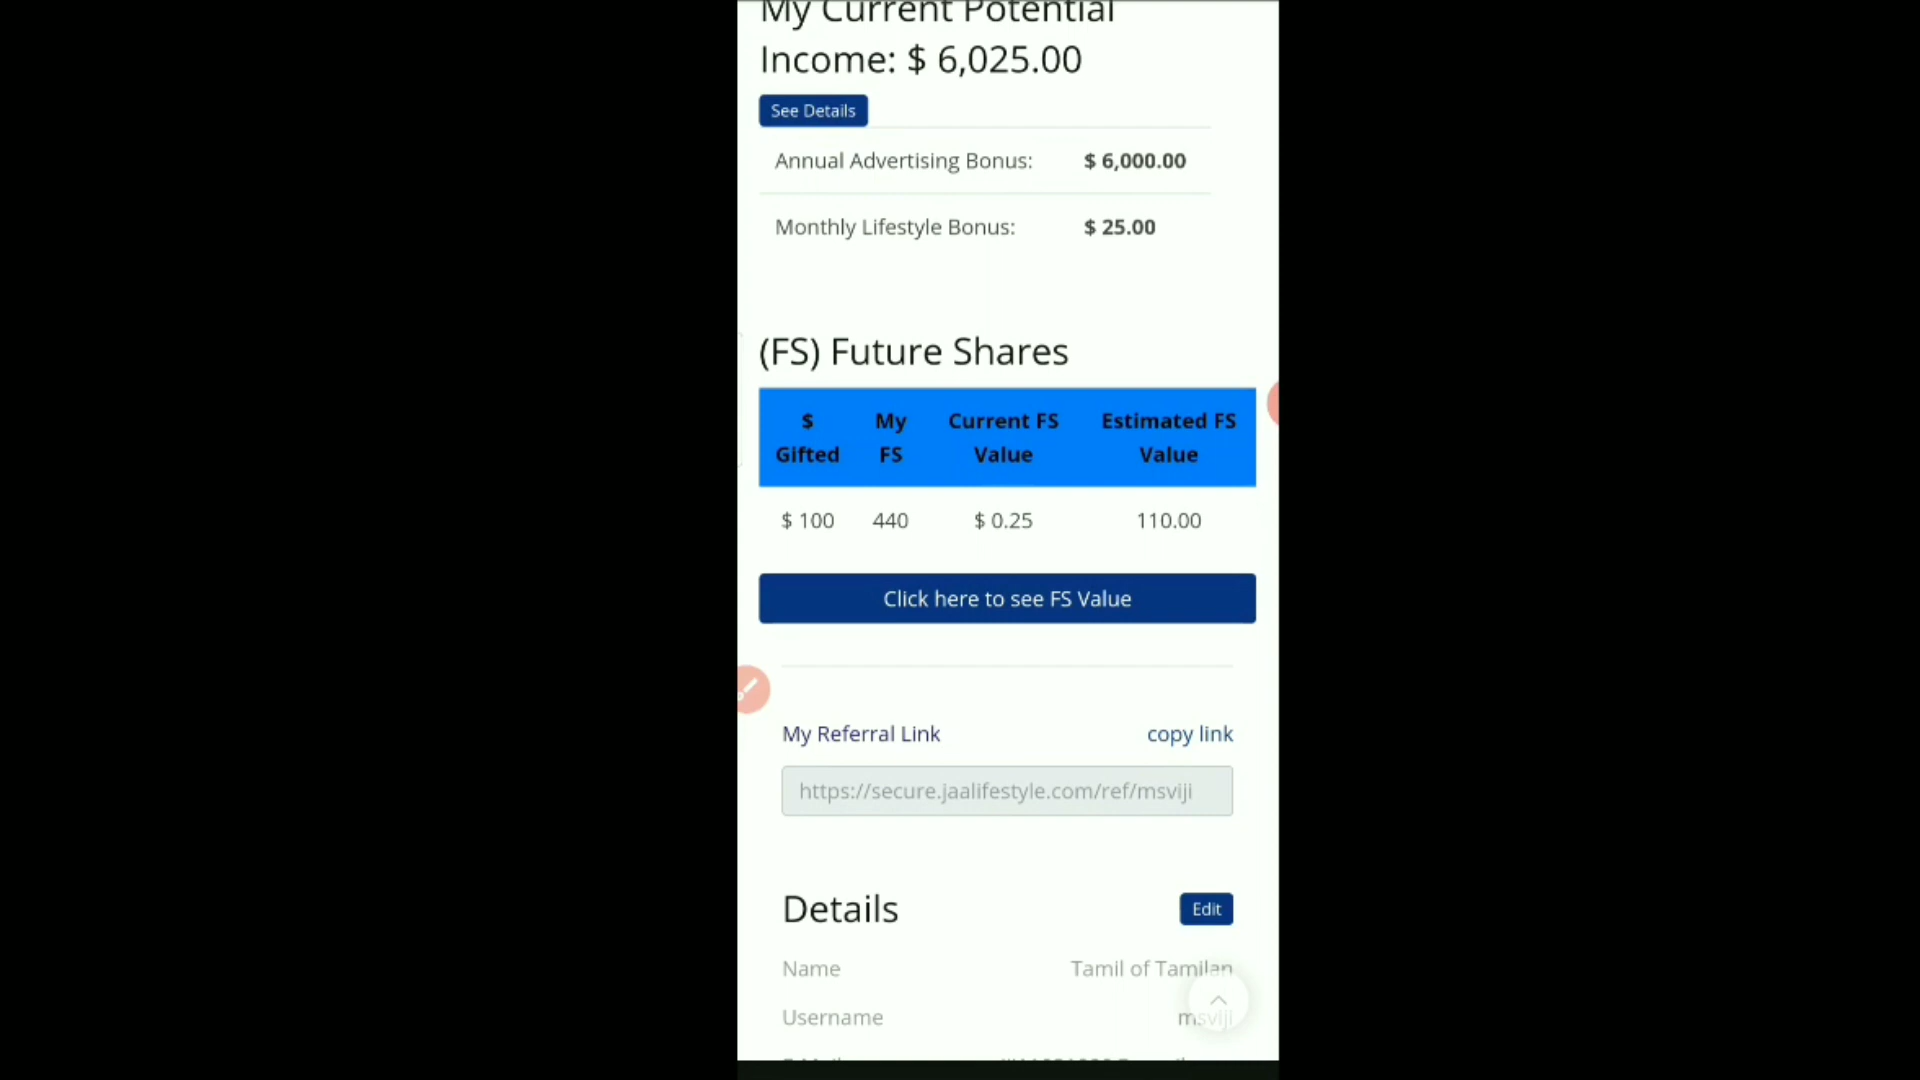 My Current Potential
Income: $ 6,025.00
See Details
Annual Advertising Bonus: $ 6,000.00
Monthly Lifestyle Bonus: $ 25.00
(FS) Future Shares
$ Gifted My FS Current FS Value Estimated FS Value
$ 100 440 $ 0.25 110.00
Click here to see FS Value
My Referral Link copy link
https://secure.jaalifestyle.com/ref/msviji
Details Edit
Name Tamil of Tamilan
Username msviji